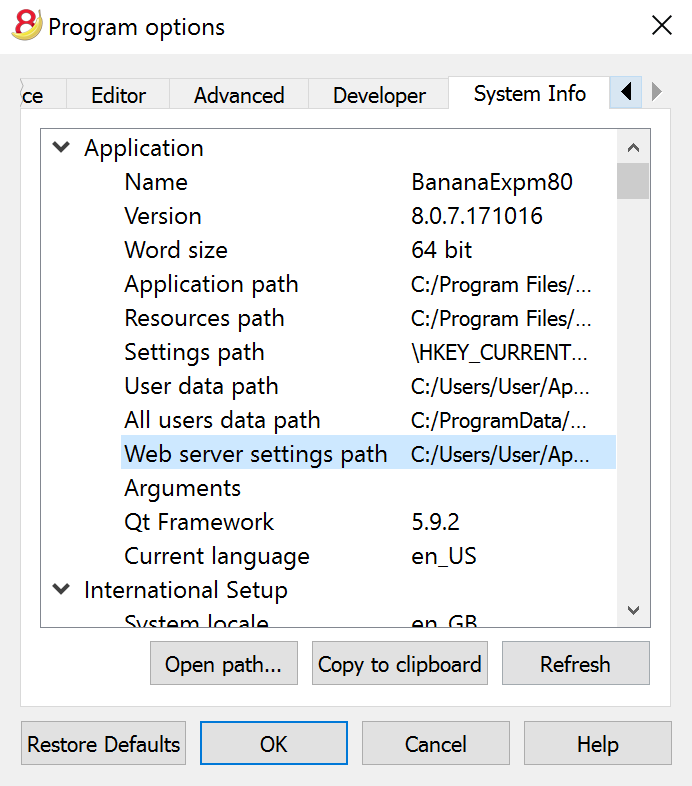 8 Program options
ce Editor Advanced Developer System Info
Application
Name BananaExpm80
Version 8.0.7.171016
Word size 64 bit
Application path C:/Program Files/...
Resources path C:/Program Files/...
Settings path \HKEY_CURRENT...
User data path C:/Users/User/Ap...
All users data path C:/ProgramData/...
Web server settings path C:/Users/User/Ap...
Arguments
Qt Framework 5.9.2
Current language en_US
International Setup
System locale en_GB
Open path... Copy to clipboard Refresh
Restore Defaults OK Cancel Help